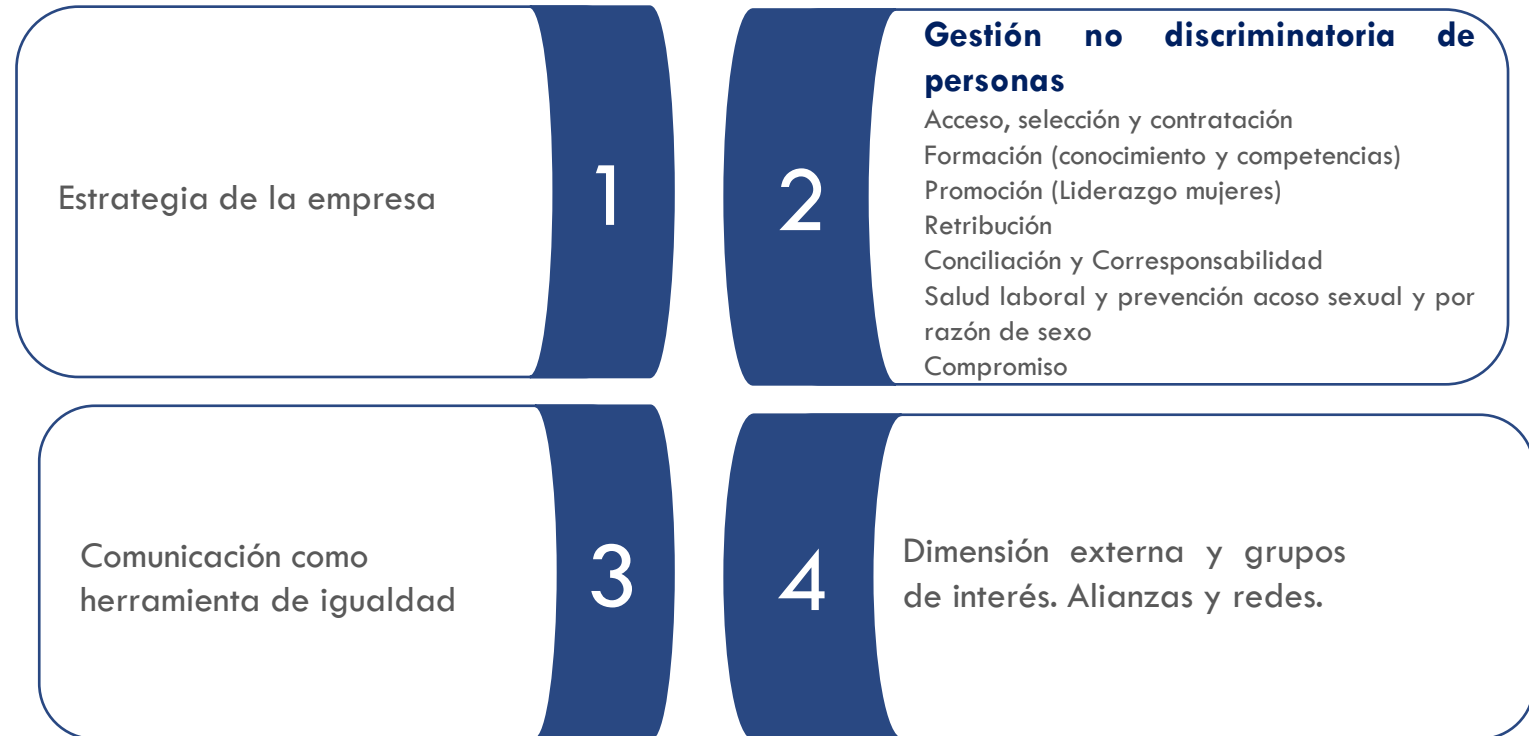 Estrategia de la empresa
1
2
Gestión no discriminatoria de
personas
Acceso, selección y contratación
Formación (conocimiento y competencias)
Promoción (Liderazgo mujeres)
Retribución
Conciliación y Corresponsabilidad
Salud laboral y prevención acoso sexual y por
razón de sexo
Compromiso
Comunicación como
herramienta de igualdad
3
4
Dimensión externa y grupos
de interés. Alianzas y redes.